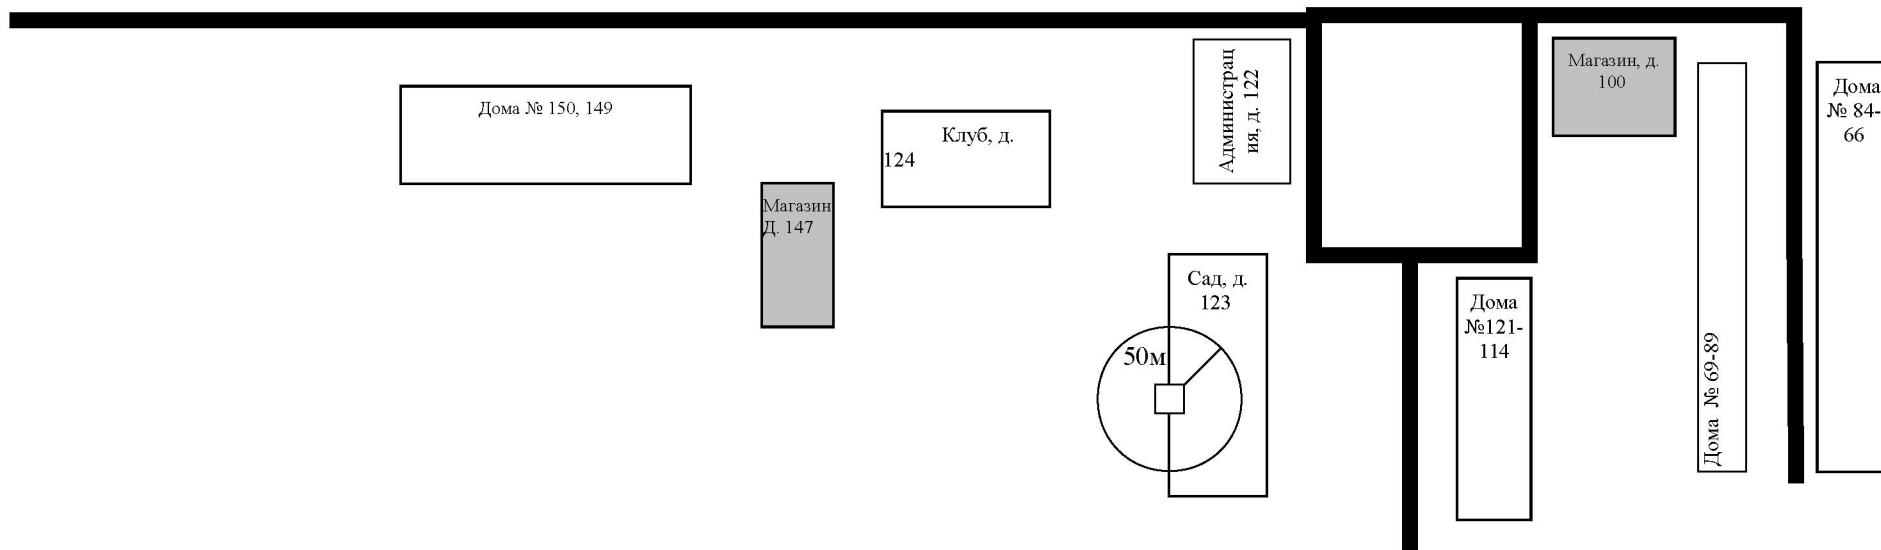 Дома № 150, 149
Магазин
Д. 147
Клуб, д.
124
Администрац
ия, д. 122
Сад, д.
123
50м
Магазин, д.
100
Дома
№121-
114
Дома № 69-89
Дома
№ 84-
66